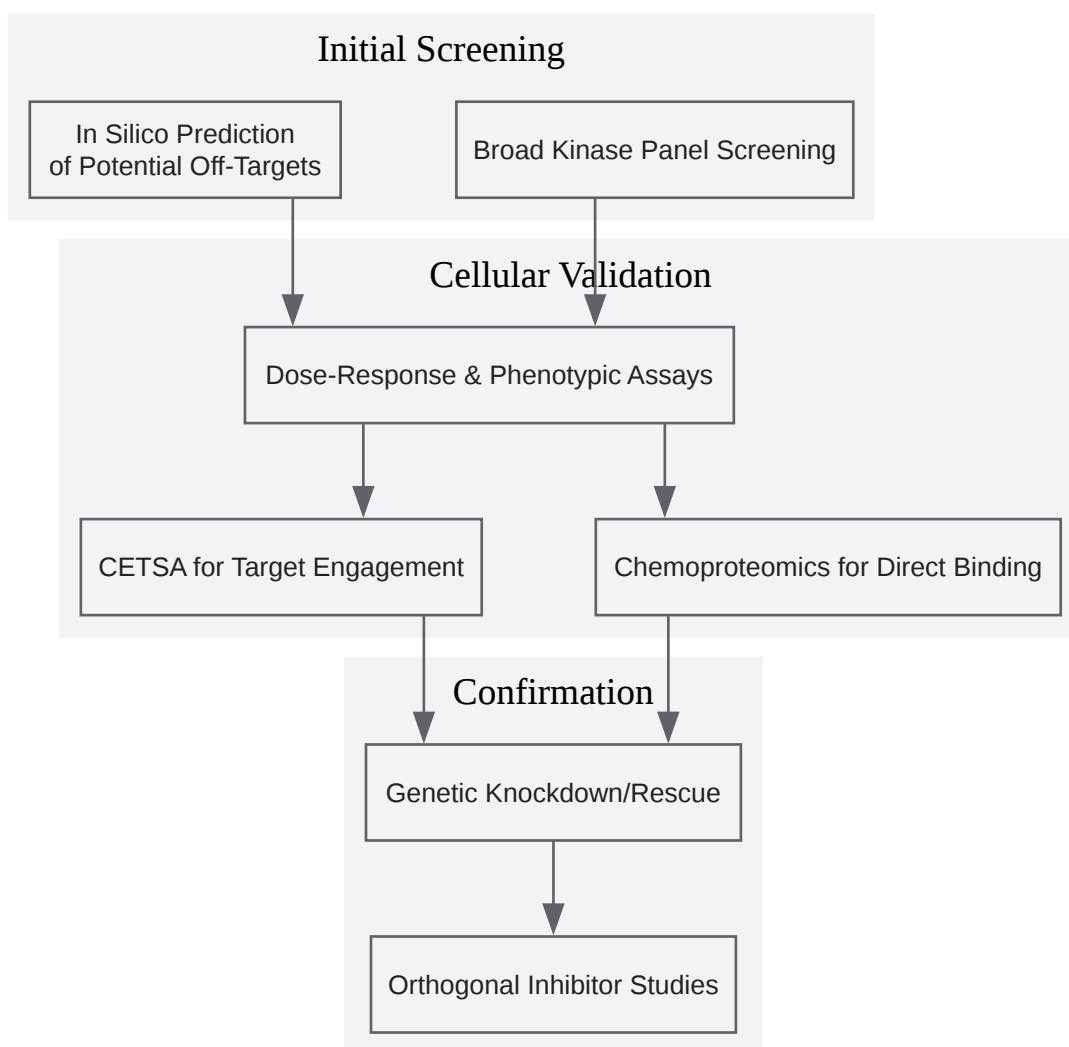 Initial Screening
In Silico Prediction
of Potential Off-Targets
Broad Kinase Panel Screening
Cellular Validation
Dose-Response & Phenotypic Assays
CETSA for Target Engagement
Chemoproteomics for Direct Binding
Confirmation
Genetic Knockdown/Rescue
Orthogonal Inhibitor Studies